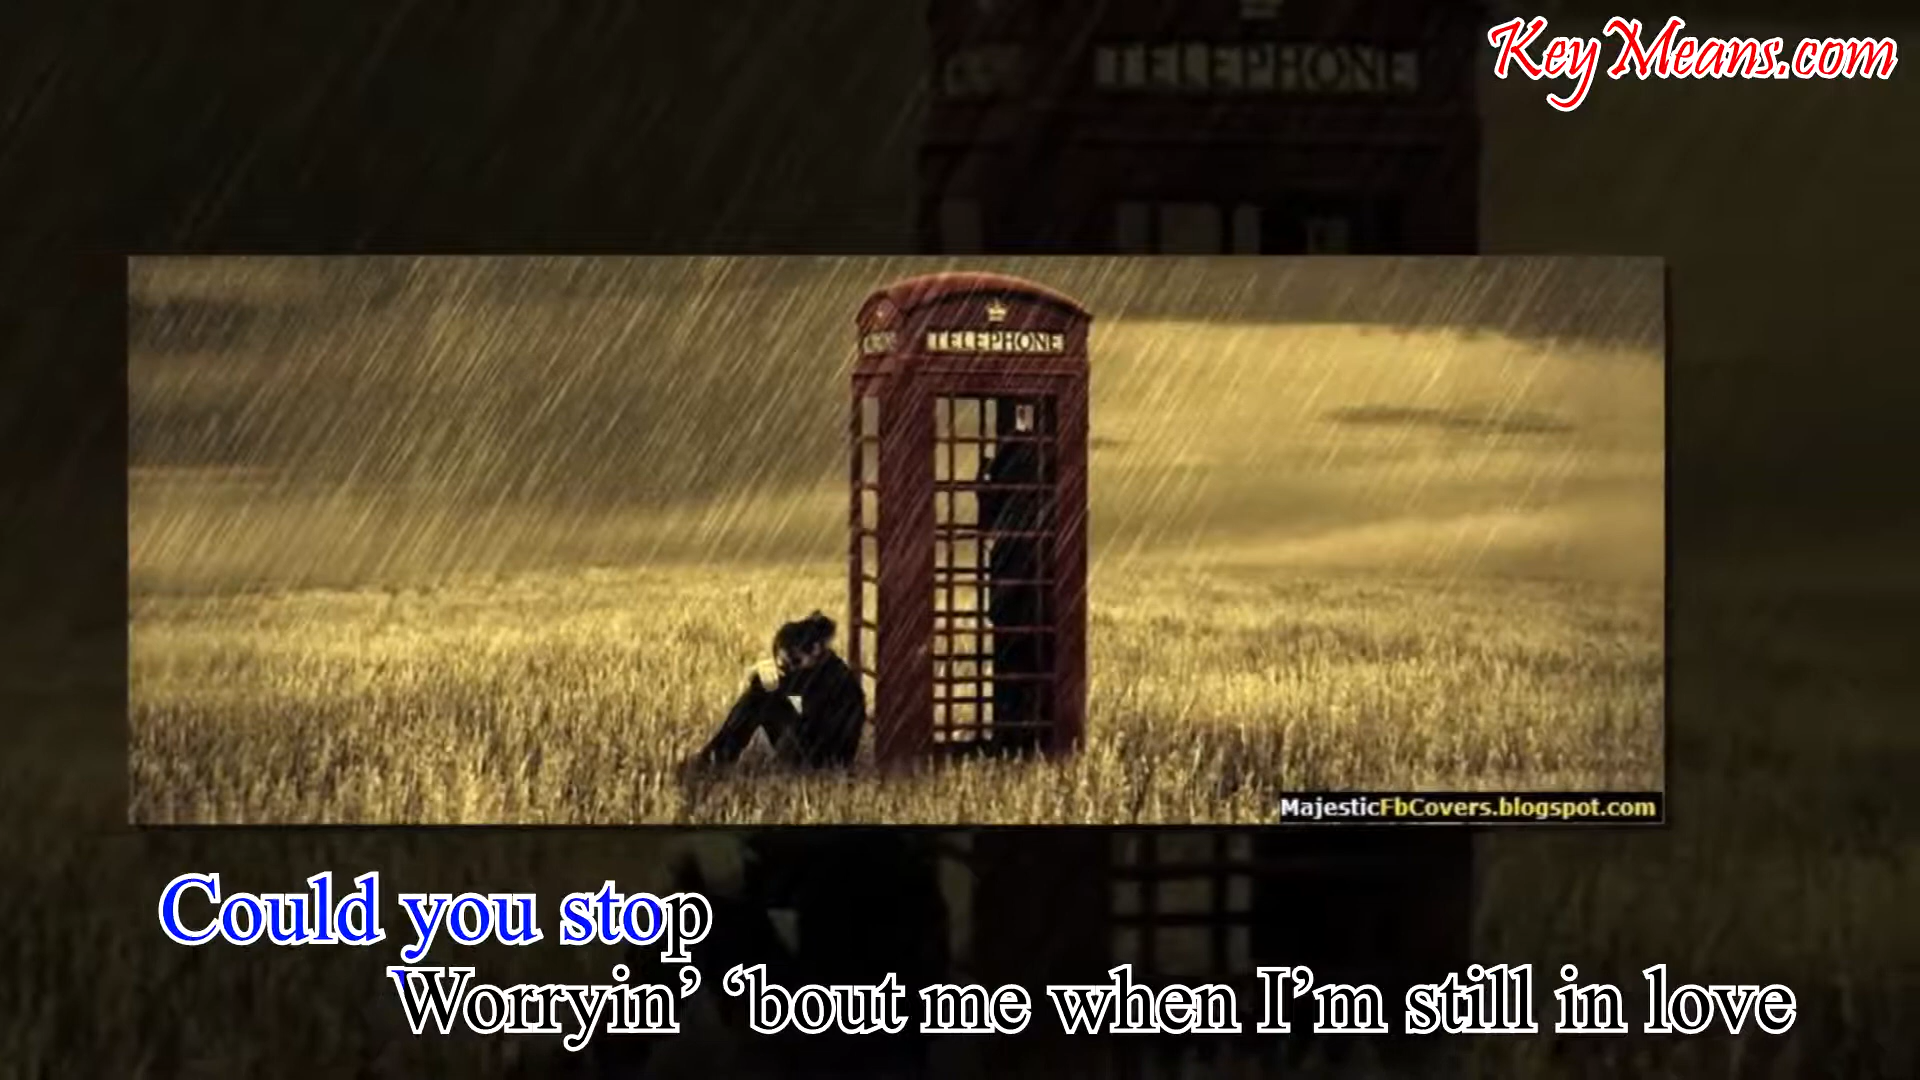 KeyMeans.com
TELEPHONE
TELEPHONE
MajesticFbCovers.blogspot.com
Could you stop
Worryin’ ‘bout me when I’m still in love